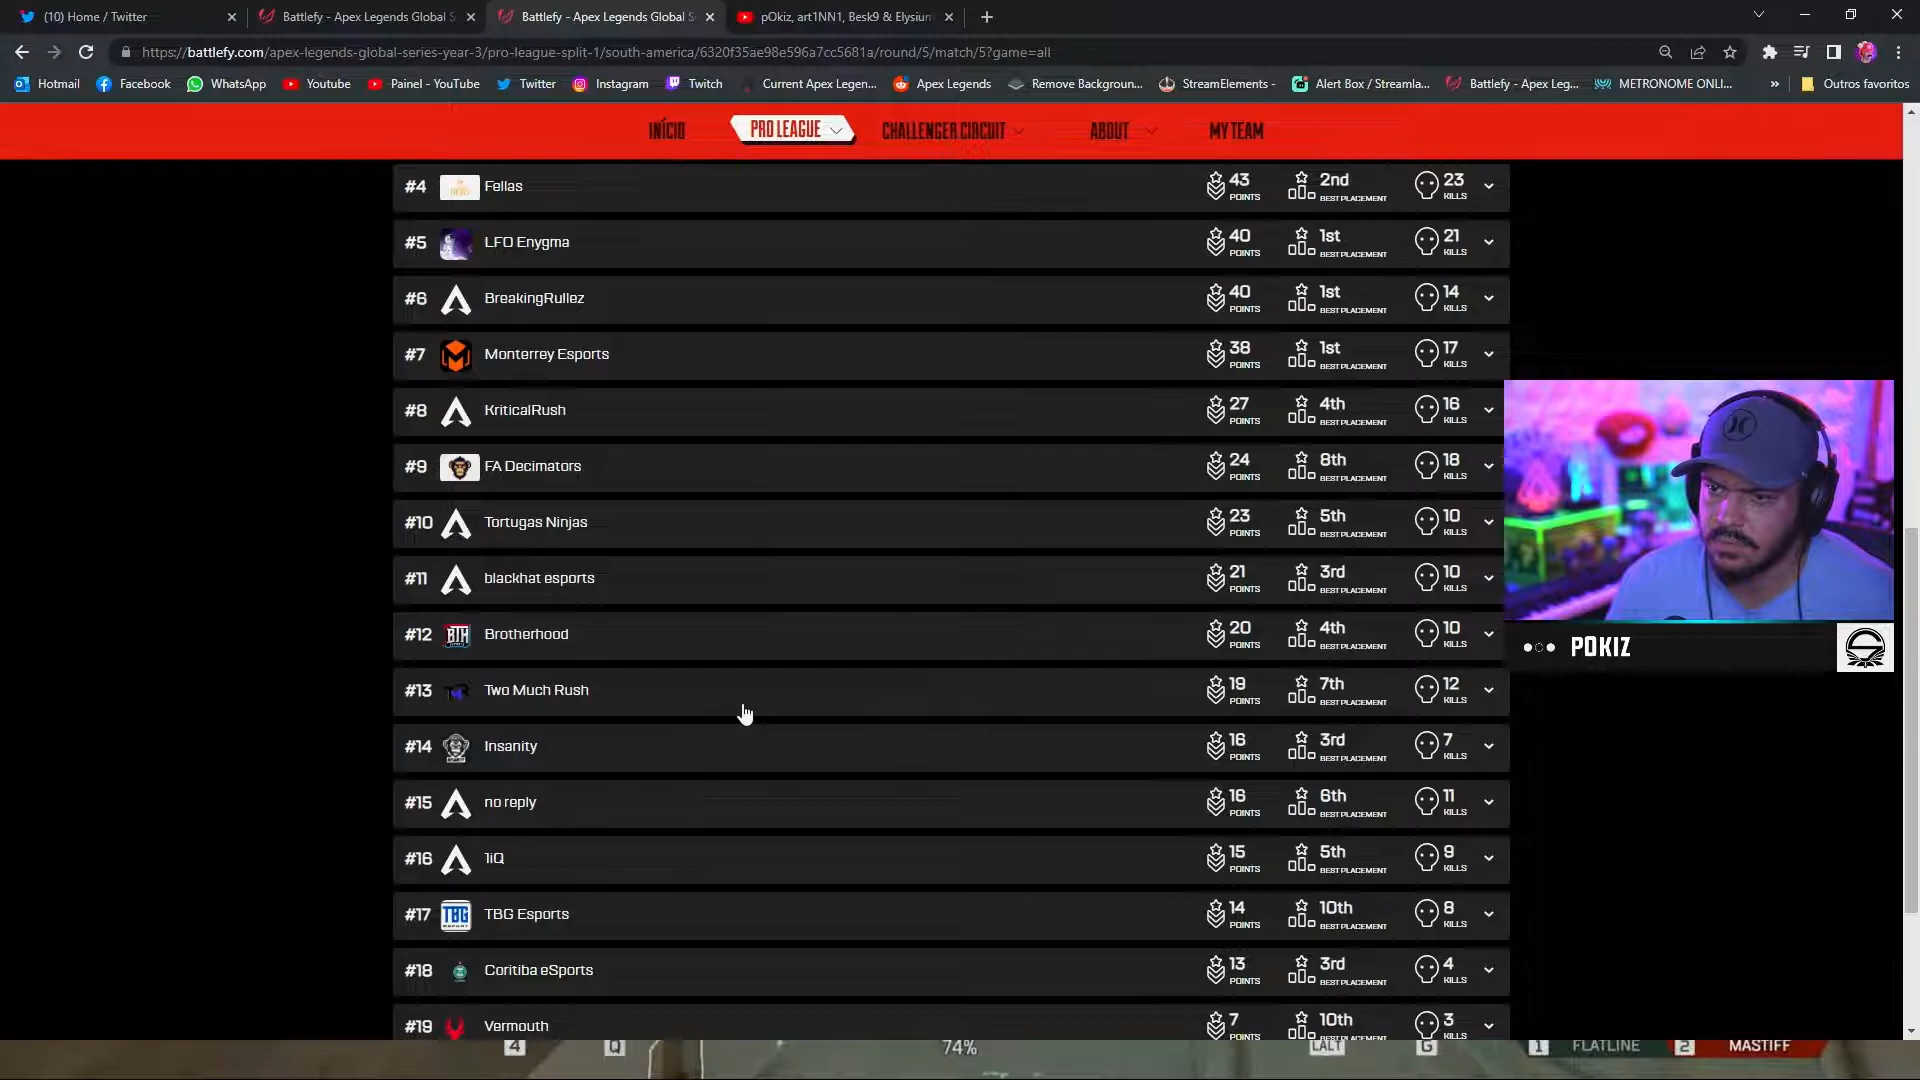 (10) Home / Twitter
Battlefy - Apex Legends Global S
Battlefy - Apex Legends Global S
pOkiz, art1NN1, Besk9 & Elysium
https://battlefy.com/apex-legends-global-series-year-3/pro-league-split-1/south-america/6320f35ae98e596a7cc5681a/round/5/match/5?game=all
Hotmail
Facebook
WhatsApp
Youtube
Painel - YouTube
Twitter
Instagram
Twitch
Current Apex Legen...
Apex Legends
Remove Backgroun...
StreamElements -
Alert Box / Streamla...
Battlefy - Apex Leg...
METRONOME ONLI...
»
Outros favoritos
INÍCIO
PRO LEAGUE
CHALLENGER CIRCUIT
ABOUT
MY TEAM
#4 Fellas 43 POINTS 2nd BEST PLACEMENT 23 KILLS
#5 LFO Enygma 40 POINTS 1st BEST PLACEMENT 21 KILLS
#6 BreakingRullez 40 POINTS 1st BEST PLACEMENT 14 KILLS
#7 Monterrey Esports 38 POINTS 1st BEST PLACEMENT 17 KILLS
#8 KriticalRush 27 POINTS 4th BEST PLACEMENT 16 KILLS
#9 FA Decimators 24 POINTS 8th BEST PLACEMENT 18 KILLS
#10 Tortugas Ninjas 23 POINTS 5th BEST PLACEMENT 10 KILLS
#11 blackhat esports 21 POINTS 3rd BEST PLACEMENT 10 KILLS
#12 BTH Brotherhood 20 POINTS 4th BEST PLACEMENT 10 KILLS
#13 Two Much Rush 19 POINTS 7th BEST PLACEMENT 12 KILLS
#14 Insanity 16 POINTS 3rd BEST PLACEMENT 7 KILLS
#15 no reply 16 POINTS 6th BEST PLACEMENT 11 KILLS
#16 1iQ 15 POINTS 5th BEST PLACEMENT 9 KILLS
#17 TBG TBG Esports 14 POINTS 10th BEST PLACEMENT 8 KILLS
#18 Coritiba eSports 13 POINTS 3rd BEST PLACEMENT 4 KILLS
#19 Vermouth 7 POINTS 10th BEST PLACEMENT 3 KILLS
POKIZ
4 Q 74% LALT G 1 FLATLINE 2 MASTIFF